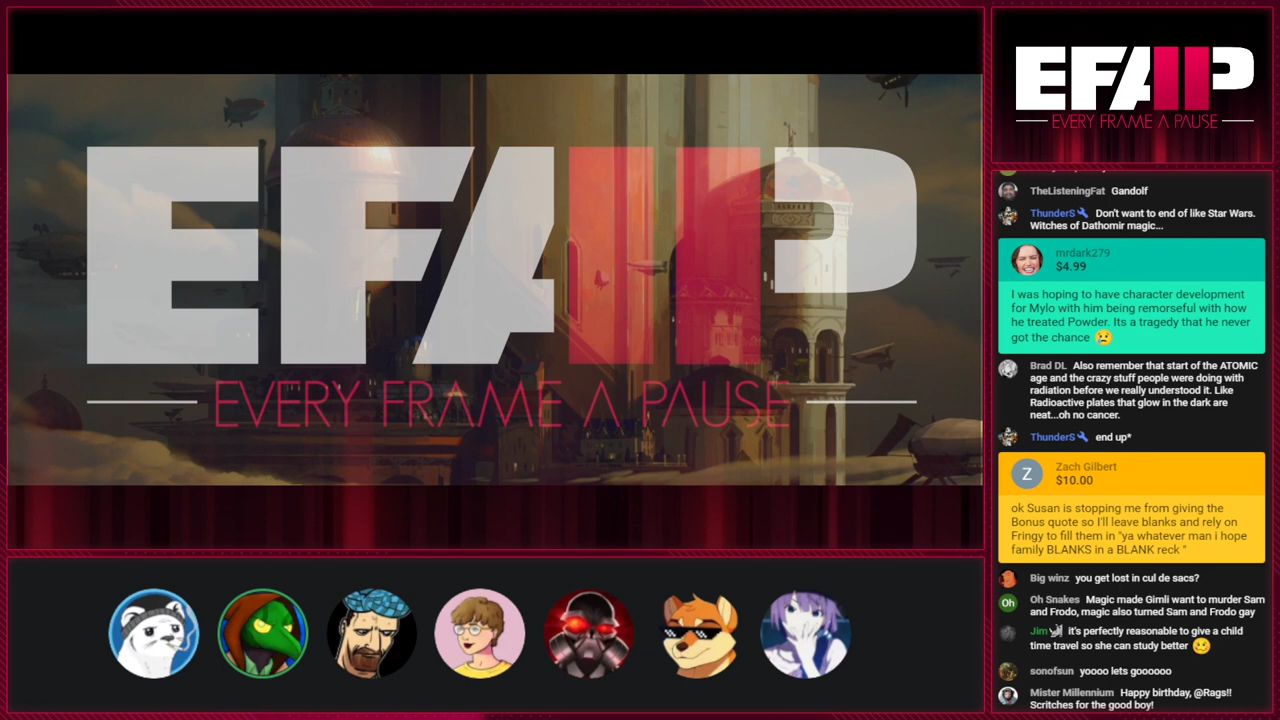 EFAP
EVERY FRAME A PAUSE
EFAP
EVERY FRAME A PAUSE
TheListeningFat Gandolf
ThunderS Don't want to end of like Star Wars.
Witches of Dathomir magic...
mrdark279
$4.99
I was hoping to have character development
for Mylo with him being remorseful with how
he treated Powder. Its a tragedy that he never
got the chance 😢
Brad DL Also remember that start of the ATOMIC
age and the crazy stuff people were doing with
radiation before we really understood it. Like
Radioactive plates that glow in the dark are
neat...oh no cancer.
ThunderS end up*
Z
Zach Gilbert
$10.00
ok Susan is stopping me from giving the
Bonus quote so I'll leave blanks and rely on
Fringy to fill them in "ya whatever man i hope
family BLANKS in a BLANK reck "
Big winz you get lost in cul de sacs?
Oh Oh Snakes Magic made Gimli want to murder Sam
and Frodo, magic also turned Sam and Frodo gay
Jim it's perfectly reasonable to give a child
time travel so she can study better 🥴
sonofsun yoooo lets goooooo
Mister Millennium Happy birthday, @Rags!!
Scritches for the good boy!